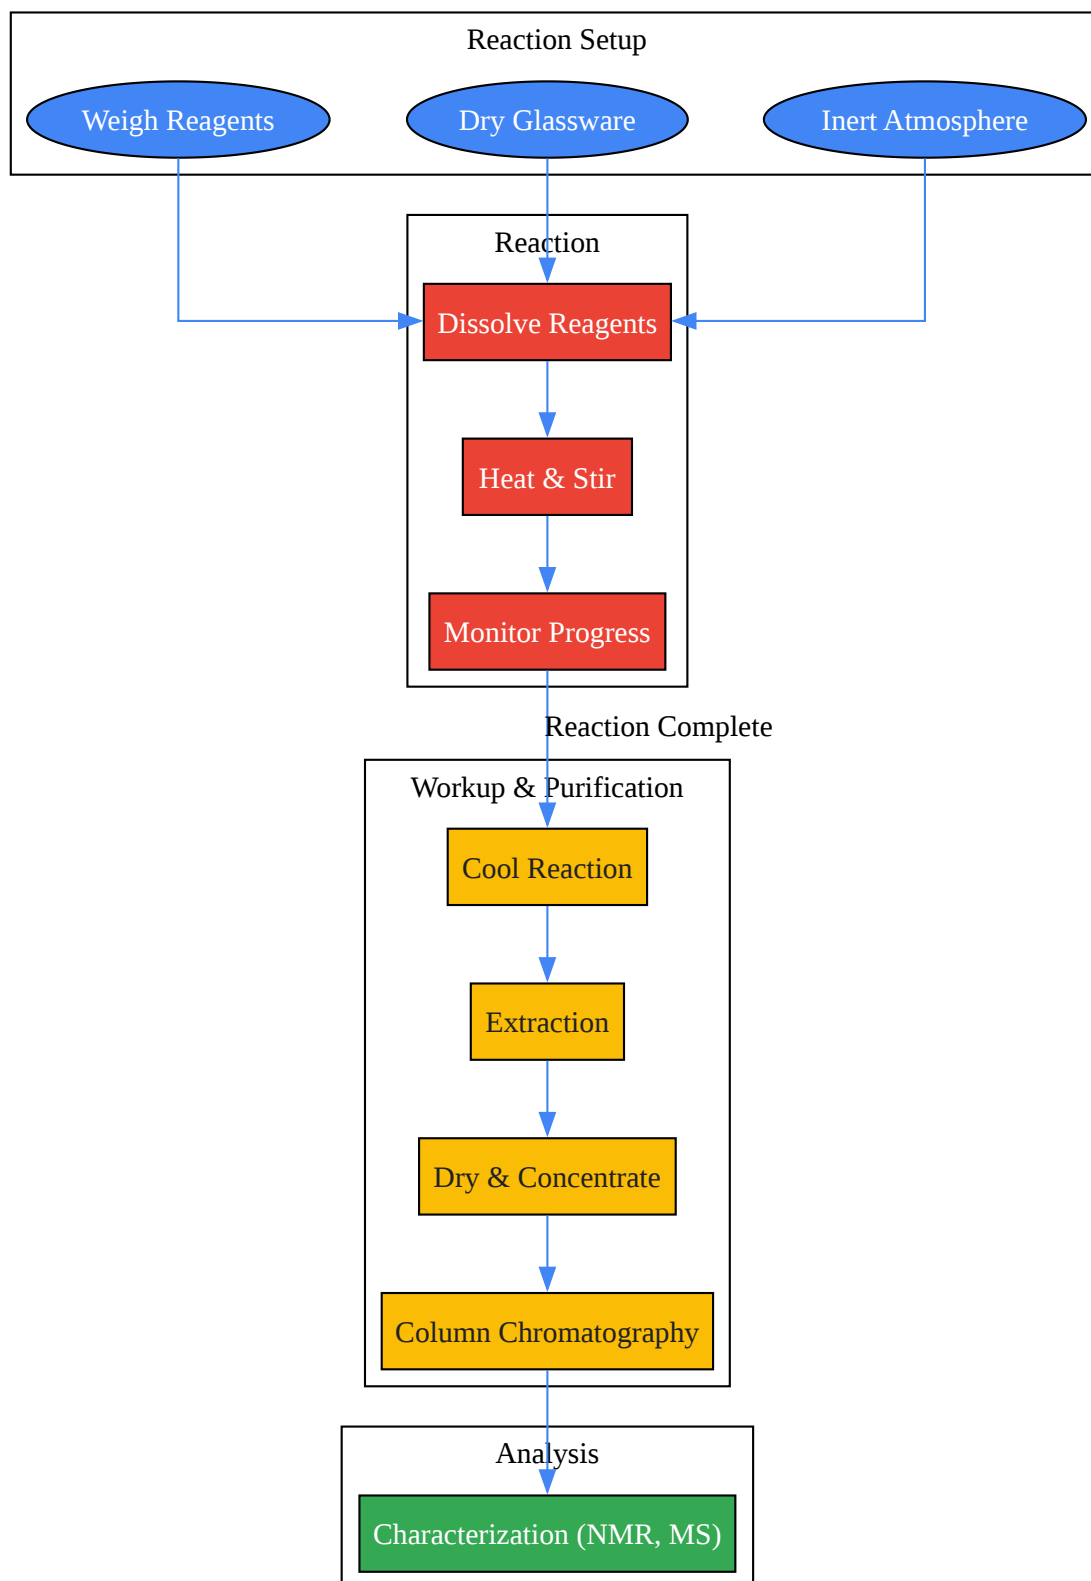 Reaction Setup
Weigh Reagents
Dry Glassware
Inert Atmosphere
Reaction
Dissolve Reagents
Heat & Stir
Monitor Progress
Reaction Complete
Workup & Purification
Cool Reaction
Extraction
Dry & Concentrate
Column Chromatography
Analysis
Characterization (NMR, MS)